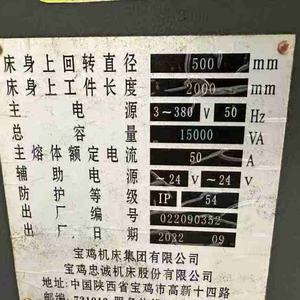 床身上回转直径 500 mm
床身上工件长度 2000 mm
主电源 3~380 V 50 Hz
总容量 15000 VA
主熔体额定电流 50 A
辅助电源 ~24 V ~24 V
防护等级 IP 54
出厂编号 022090352
出厂日期 2022 09
宝鸡机床集团有限公司
宝鸡忠诚机床股份有限公司
地址:中国陕西省宝鸡市高新十四路
邮编:721013